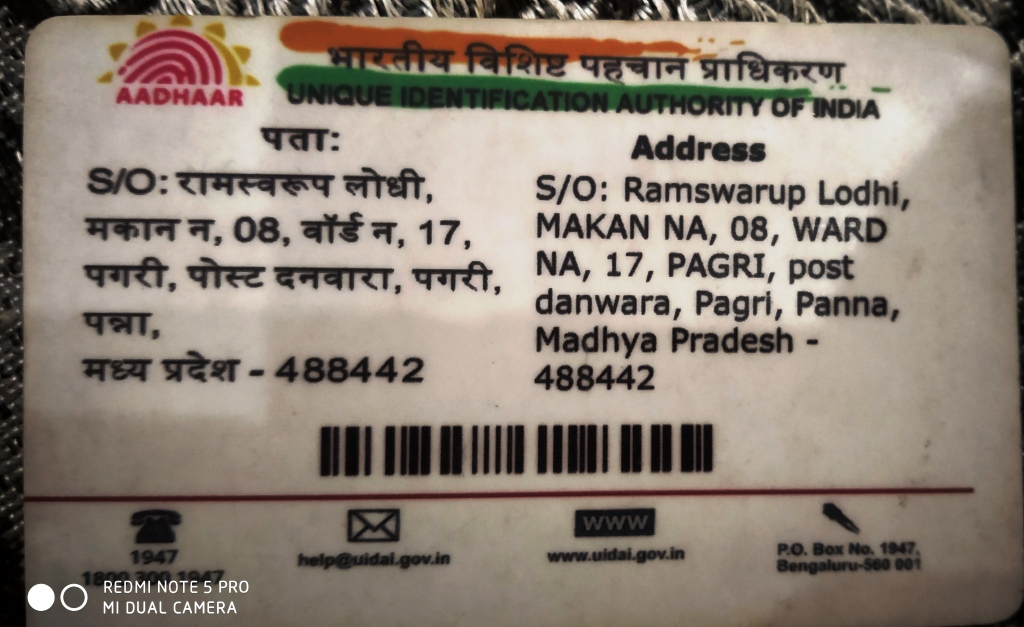 AADHAAR
भारतीय विशिष्ट पहचान प्राधिकरण
UNIQUE IDENTIFICATION AUTHORITY OF INDIA
पता:
S/O: रामस्वरूप लोधी,
मकान न, 08, वॉर्ड न, 17,
पगरी, पोस्ट दनवारा, पगरी,
पन्ना,
मध्य प्रदेश - 488442
Address
S/O: Ramswarup Lodhi,
MAKAN NA, 08, WARD
NA, 17, PAGRI, post
danwara, Pagri, Panna,
Madhya Pradesh -
488442
1947
1800 300 1947
help@uidai.gov.in
WWW
www.uidai.gov.in
P.O. Box No. 1947,
Bengaluru-560 001
REDMI NOTE 5 PRO
MI DUAL CAMERA